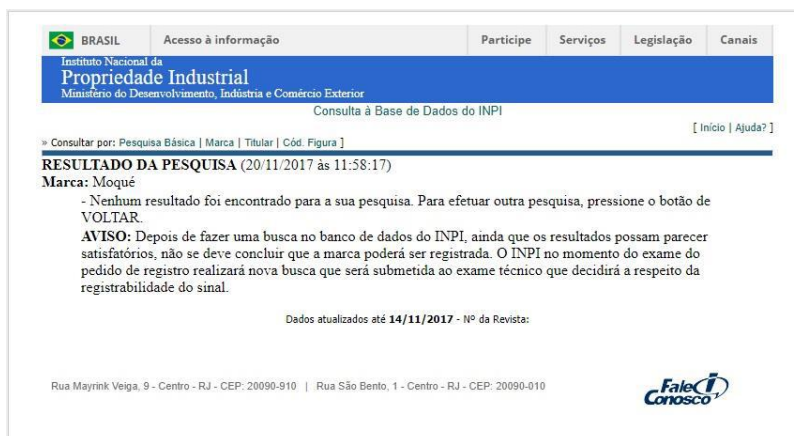 BRASIL Acesso à informação Participe Serviços Legislação Canais
Instituto Nacional da
Propriedade Industrial
Ministério do Desenvolvimento, Indústria e Comércio Exterior
Consulta à Base de Dados do INPI
[ Início | Ajuda? ]
» Consultar por: Pesquisa Básica | Marca | Titular | Cód. Figura ]
RESULTADO DA PESQUISA (20/11/2017 às 11:58:17)
Marca: Moqué
- Nenhum resultado foi encontrado para a sua pesquisa. Para efetuar outra pesquisa, pressione o botão de
VOLTAR.
AVISO: Depois de fazer uma busca no banco de dados do INPI, ainda que os resultados possam parecer
satisfatórios, não se deve concluir que a marca poderá ser registrada. O INPI no momento do exame do
pedido de registro realizará nova busca que será submetida ao exame técnico que decidirá a respeito da
registrabilidade do sinal.
Dados atualizados até 14/11/2017 - Nº da Revista:
Rua Mayrink Veiga, 9 - Centro - RJ - CEP: 20090-910 | Rua São Bento, 1 - Centro - RJ - CEP: 20090-010
Fale
Conosco